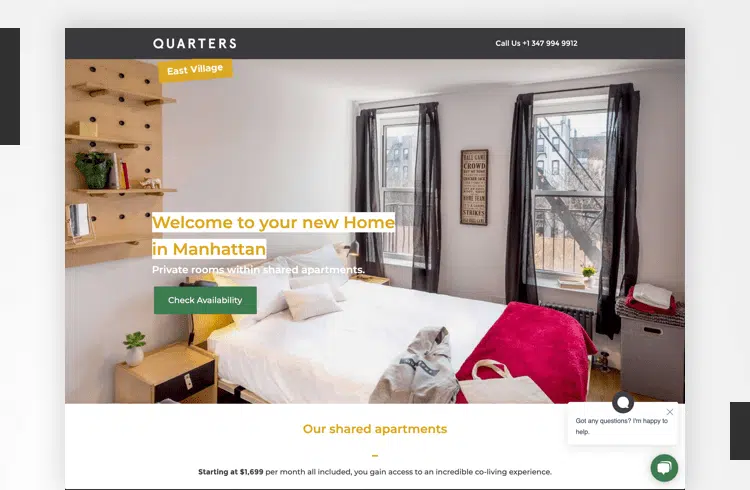 QUARTERS
Call Us +1 347 994 9912
East Village
Welcome to your new Home
in Manhattan
Private rooms within shared apartments.
Check Availability
Our shared apartments
Got any questions? I'm happy to
help.
Starting at $1,699 per month all included, you gain access to an incredible co-living experience.